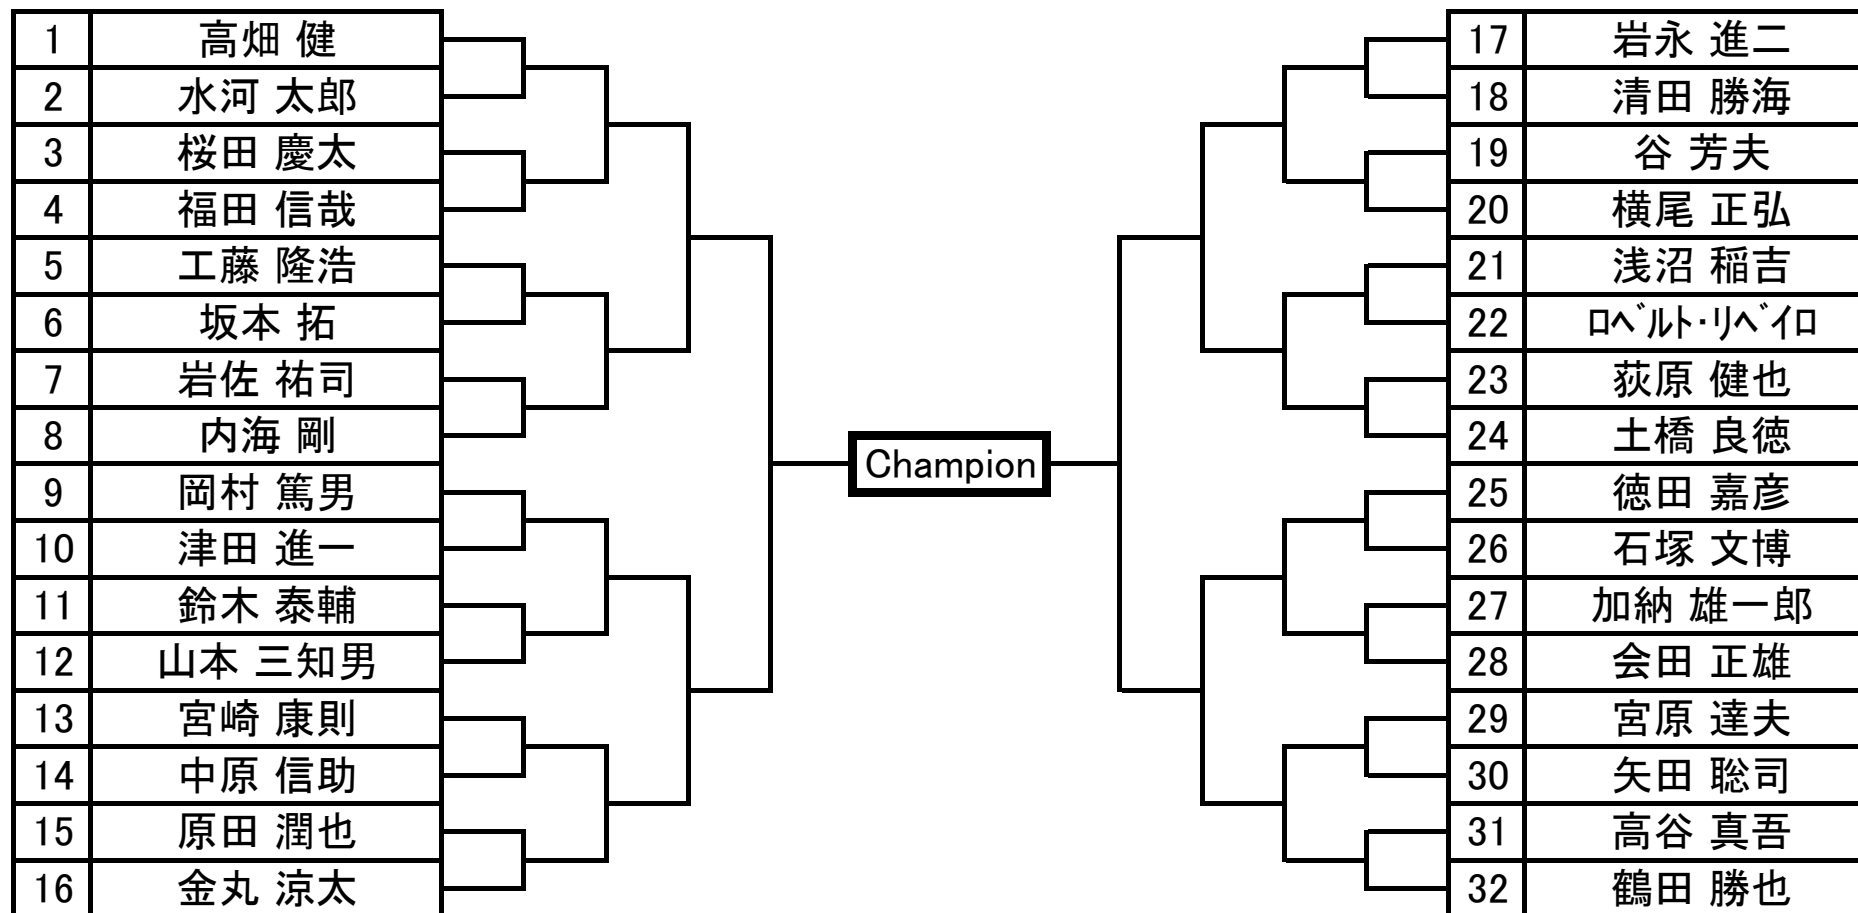 1 高畑 健
2 水河 太郎
3 桜田 慶太
4 福田 信哉
5 工藤 隆浩
6 坂本 拓
7 岩佐 祐司
8 内海 剛
9 岡村 篤男
10 津田 進一
11 鈴木 泰輔
12 山本 三知男
13 宮崎 康則
14 中原 信助
15 原田 潤也
16 金丸 涼太
Champion
17 岩永 進二
18 清田 勝海
19 谷 芳夫
20 横尾 正弘
21 浅沼 稲吉
22 ﾛﾍﾞﾙﾄ･ﾘﾍﾞｲﾛ
23 荻原 健也
24 土橋 良徳
25 徳田 嘉彦
26 石塚 文博
27 加納 雄一郎
28 会田 正雄
29 宮原 達夫
30 矢田 聡司
31 高谷 真吾
32 鶴田 勝也